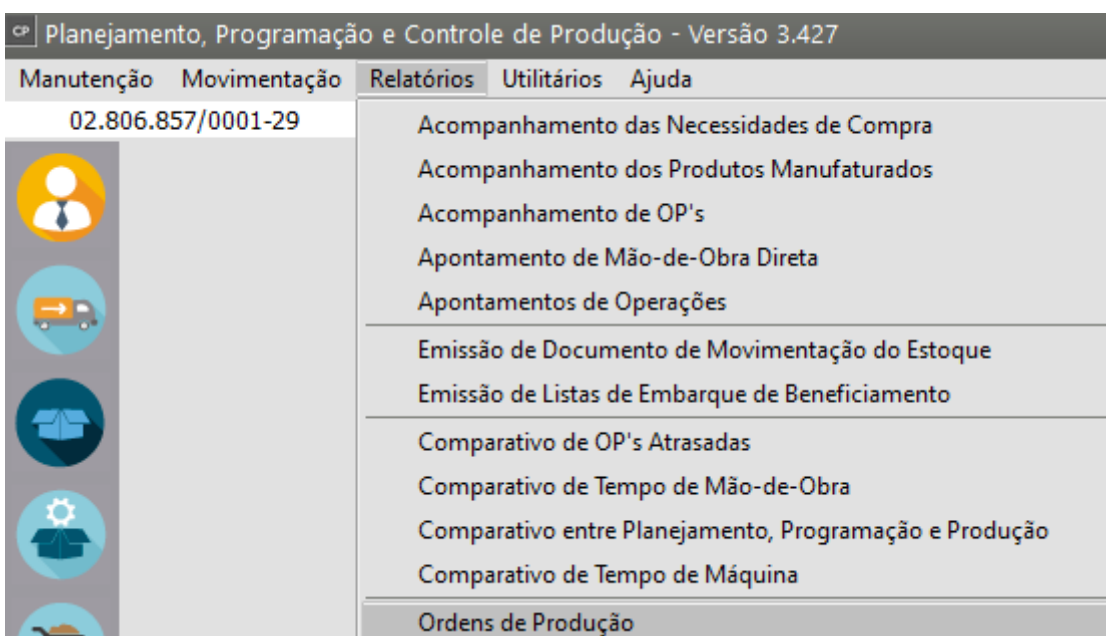 CP Planejamento, Programação e Controle de Produção - Versão 3.427
Manutenção Movimentação Relatórios Utilitários Ajuda
02.806.857/0001-29
Acompanhamento das Necessidades de Compra
Acompanhamento dos Produtos Manufaturados
Acompanhamento de OP's
Apontamento de Mão-de-Obra Direta
Apontamentos de Operações
Emissão de Documento de Movimentação do Estoque
Emissão de Listas de Embarque de Beneficiamento
Comparativo de OP's Atrasadas
Comparativo de Tempo de Mão-de-Obra
Comparativo entre Planejamento, Programação e Produção
Comparativo de Tempo de Máquina
Ordens de Produção